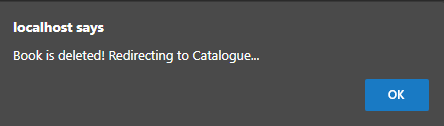 localhost says
Book is deleted! Redirecting to Catalogue...
OK